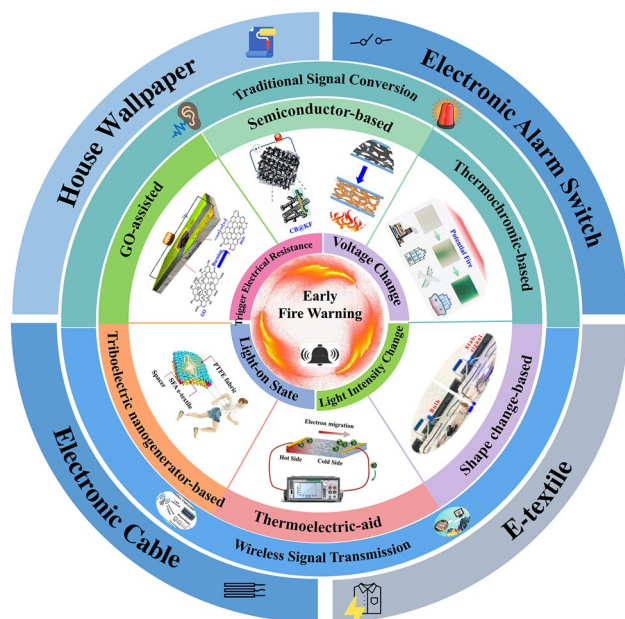 House Wallpaper
Electronic Alarm Switch
Traditional Signal Conversion
Semiconductor-based
GO-assisted
Thermochromic-based
CB@KF
GO
Potential Fire
Trigger Electrical Resistance
Voltage Change
Early
Fire Warning
Light-on State
Light Intensity Change
Triboelectric nanogenerator-based
Spacer
SFA e-textile
PTFE fabric
Electron migration
Hot Side
Cold Side
Shape change-based
Thermoelectric-aid
Wireless Signal Transmission
Electronic Cable
E-textile